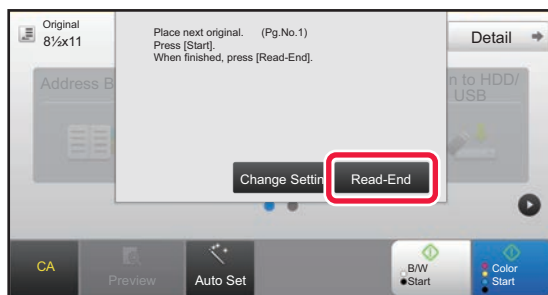 Original
8½x11
Place next original. (Pg.No.1)
Press [Start].
When finished, press [Read-End].
Detail
Address B
n to HDD/
USB
Change Settin
Read-End
CA
Preview
Auto Set
B/W
Start
Color
Start